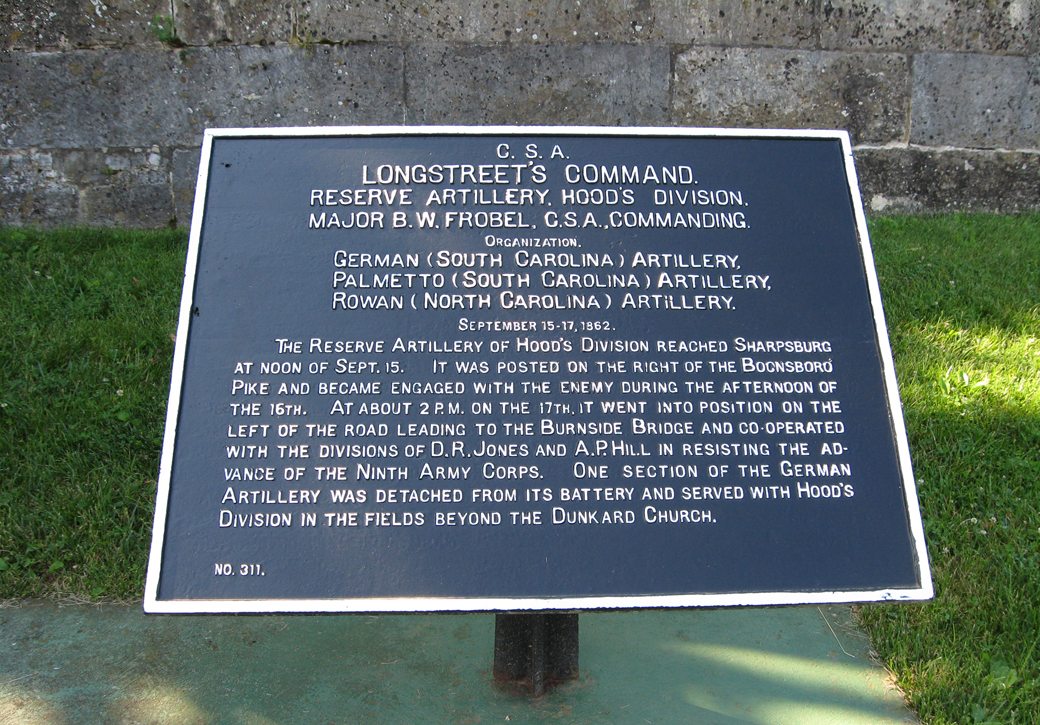 C. S. A.
LONGSTREET'S COMMAND.
RESERVE ARTILLERY, HOOD'S DIVISION.
MAJOR B. W. FROBEL, C.S.A., COMMANDING.
ORGANIZATION.
GERMAN (SOUTH CAROLINA) ARTILLERY,
PALMETTO (SOUTH CAROLINA) ARTILLERY,
ROWAN (NORTH CAROLINA) ARTILLERY.
SEPTEMBER 15-17, 1862.
THE RESERVE ARTILLERY OF HOOD'S DIVISION REACHED SHARPSBURG
AT NOON OF SEPT. 15. IT WAS POSTED ON THE RIGHT OF THE BOONSBORO
PIKE AND BECAME ENGAGED WITH THE ENEMY DURING THE AFTERNOON OF
THE 16TH. AT ABOUT 2 P.M. ON THE 17TH, IT WENT INTO POSITION ON THE
LEFT OF THE ROAD LEADING TO THE BURNSIDE BRIDGE AND CO-OPERATED
WITH THE DIVISIONS OF D.R. JONES AND A.P. HILL IN RESISTING THE AD-
VANCE OF THE NINTH ARMY CORPS. ONE SECTION OF THE GERMAN
ARTILLERY WAS DETACHED FROM ITS BATTERY AND SERVED WITH HOOD'S
DIVISION IN THE FIELDS BEYOND THE DUNKARD CHURCH.
NO. 311.